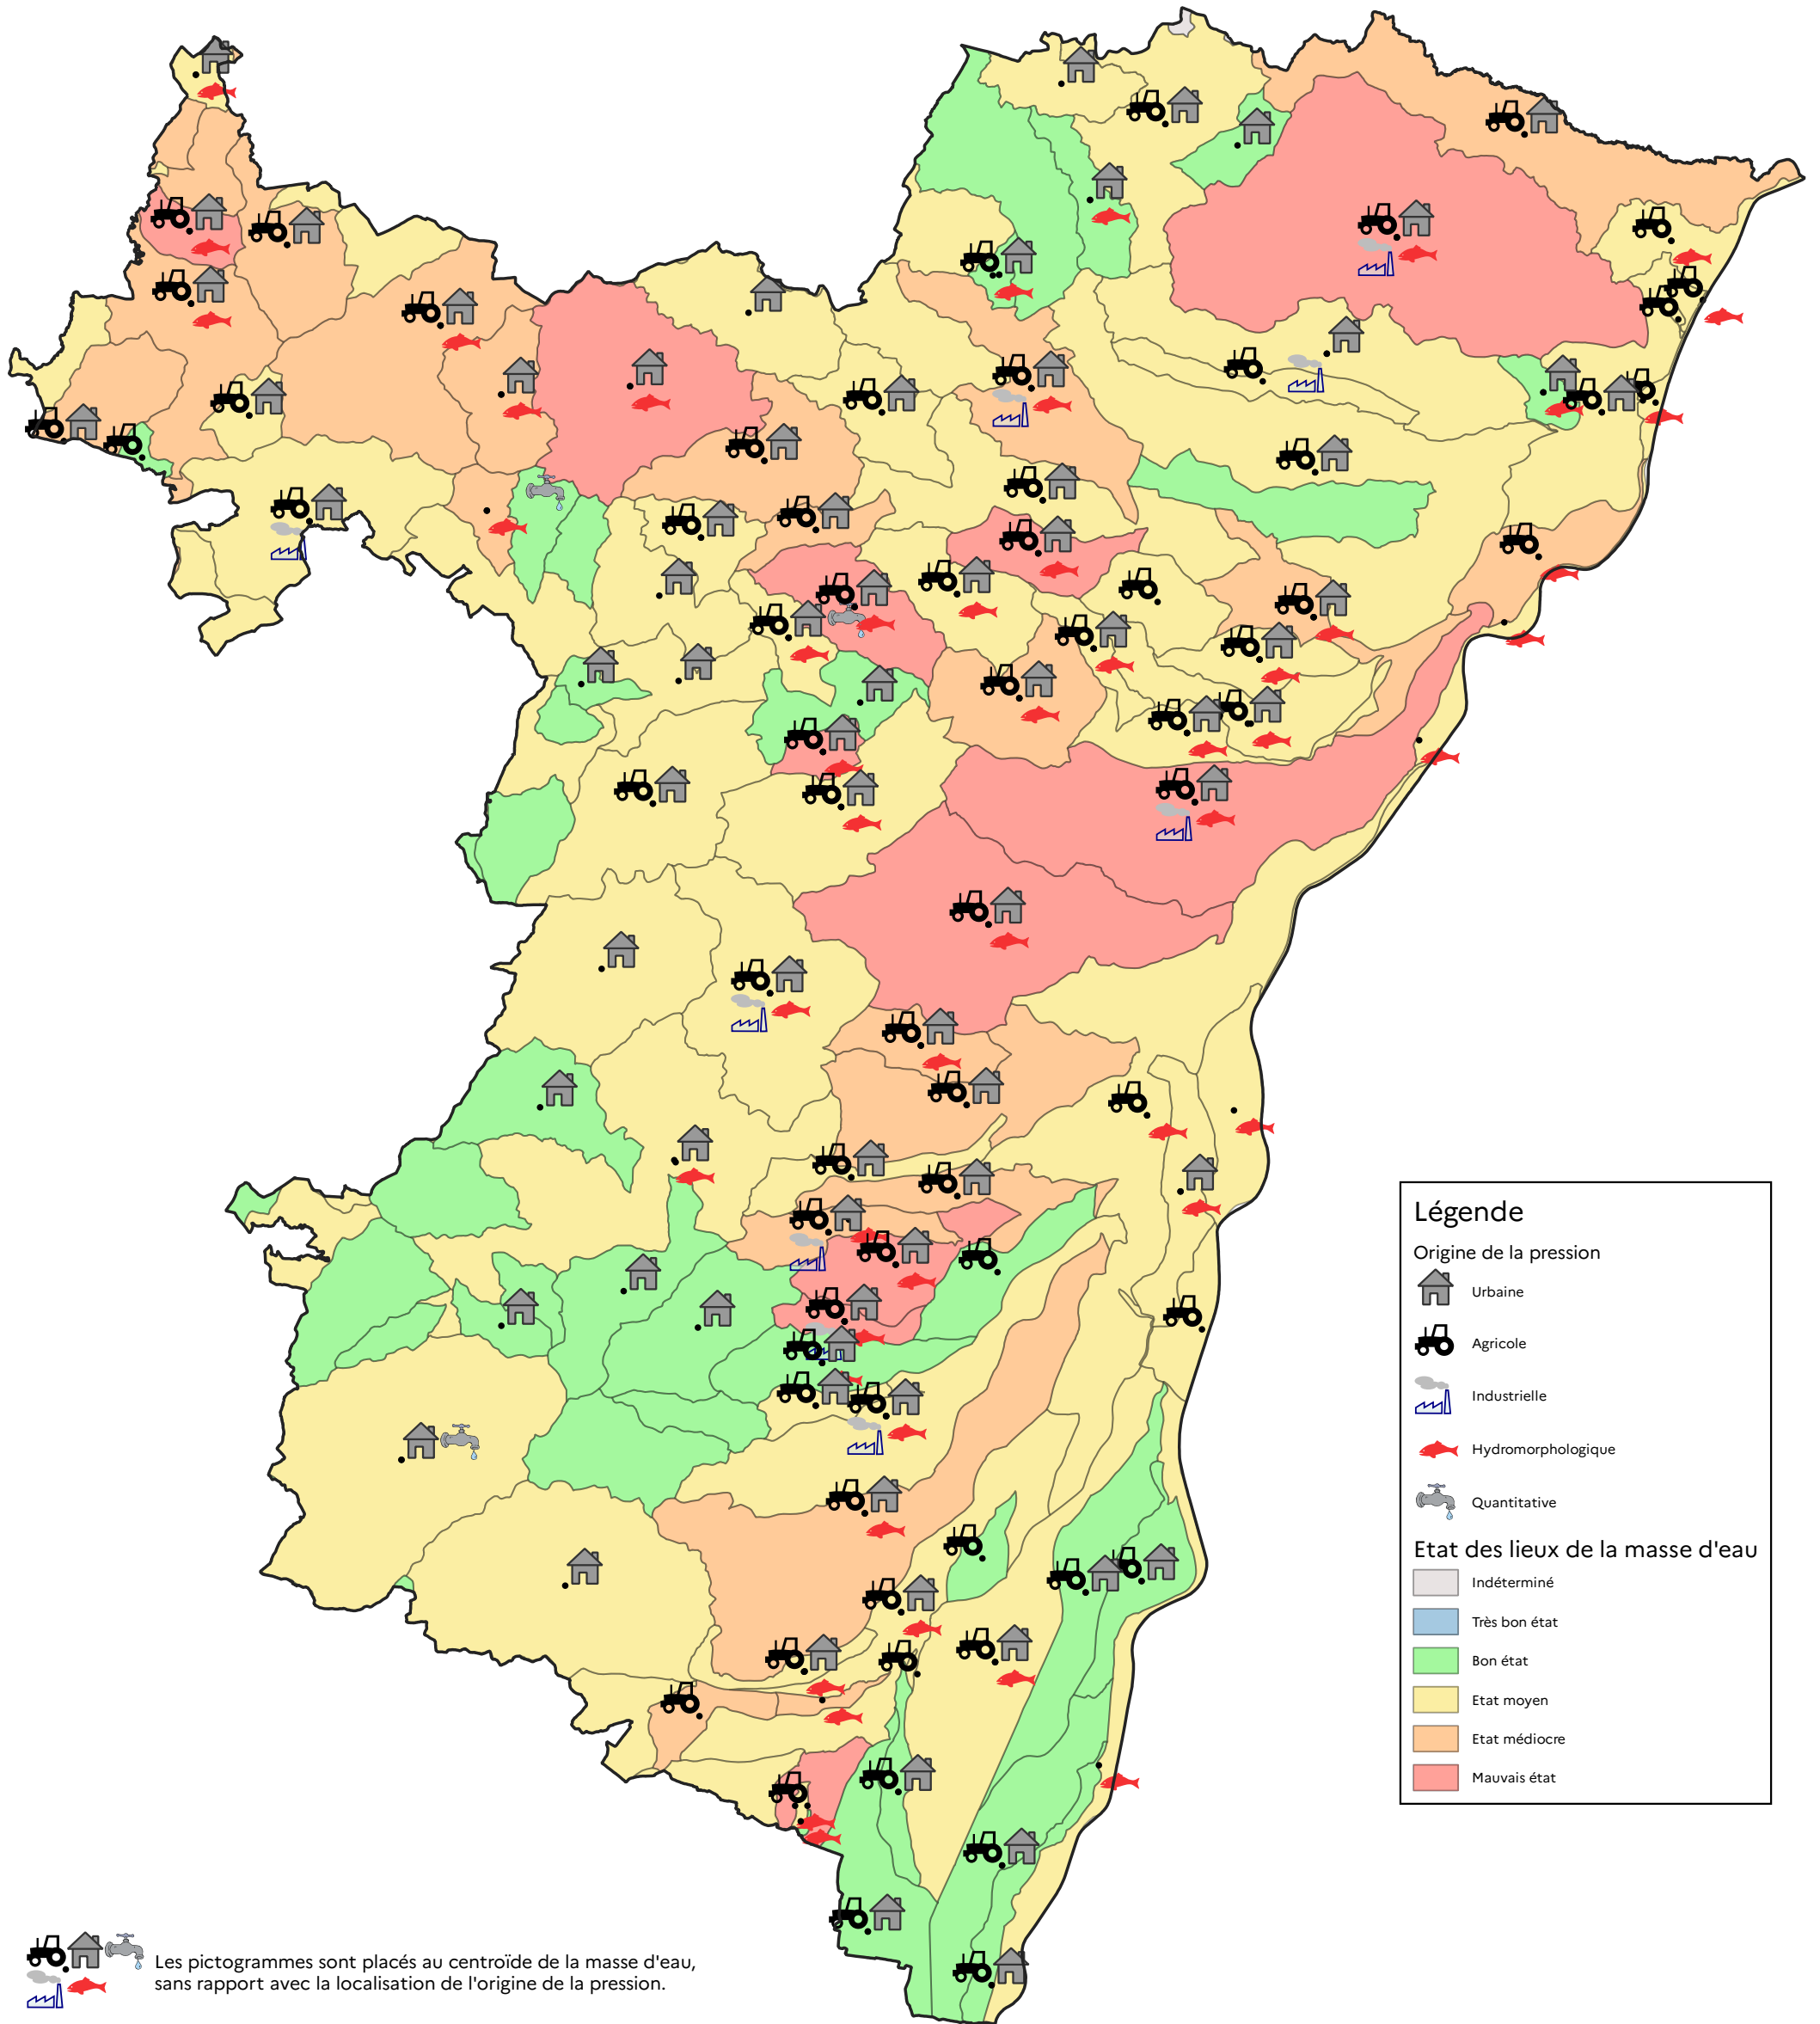 Légende
Origine de la pression
Urbaine
Agricole
Industrielle
Hydromorphologique
Quantitative
Etat des lieux de la masse d'eau
Indéterminé
Très bon état
Bon état
Etat moyen
Etat médiocre
Mauvais état
Les pictogrammes sont placés au centroïde de la masse d'eau,
sans rapport avec la localisation de l'origine de la pression.